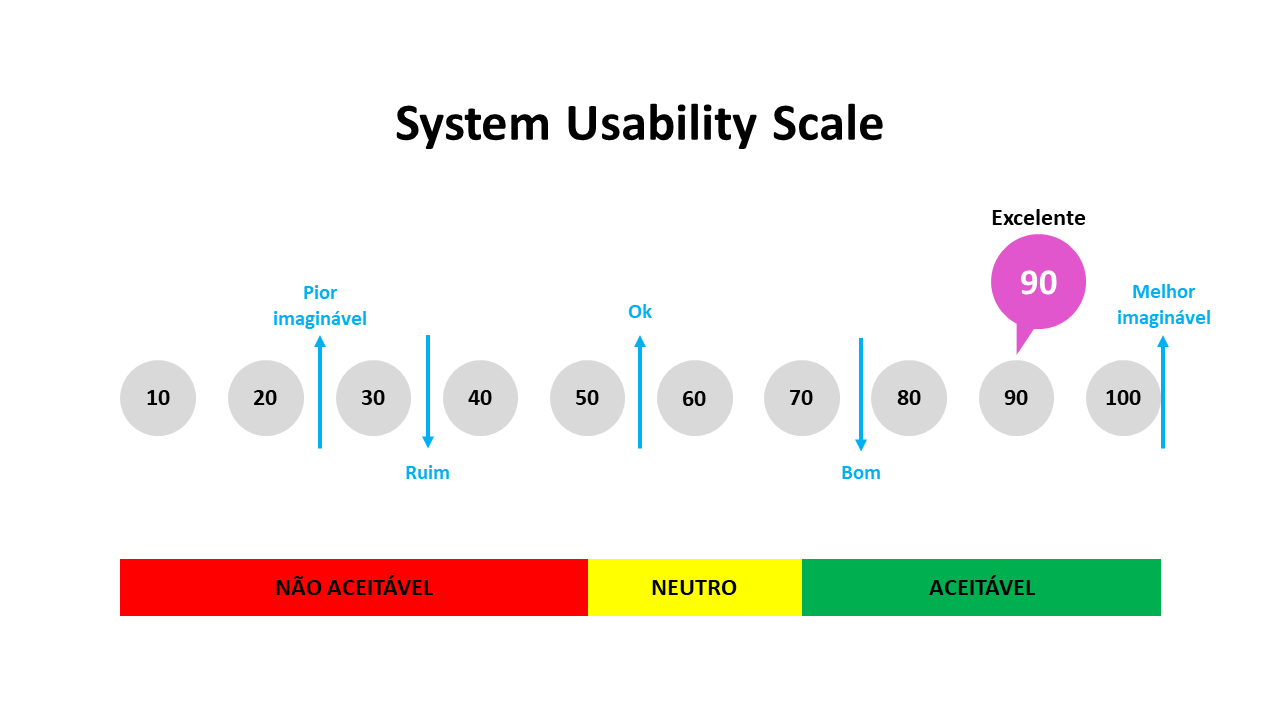 System Usability Scale
Excelente
90
Pior
imaginável
Ok
Melhor
imaginável
10 20 30 40 50 60 70 80 90 100
Ruim
Bom
NÃO ACEITÁVEL NEUTRO ACEITÁVEL